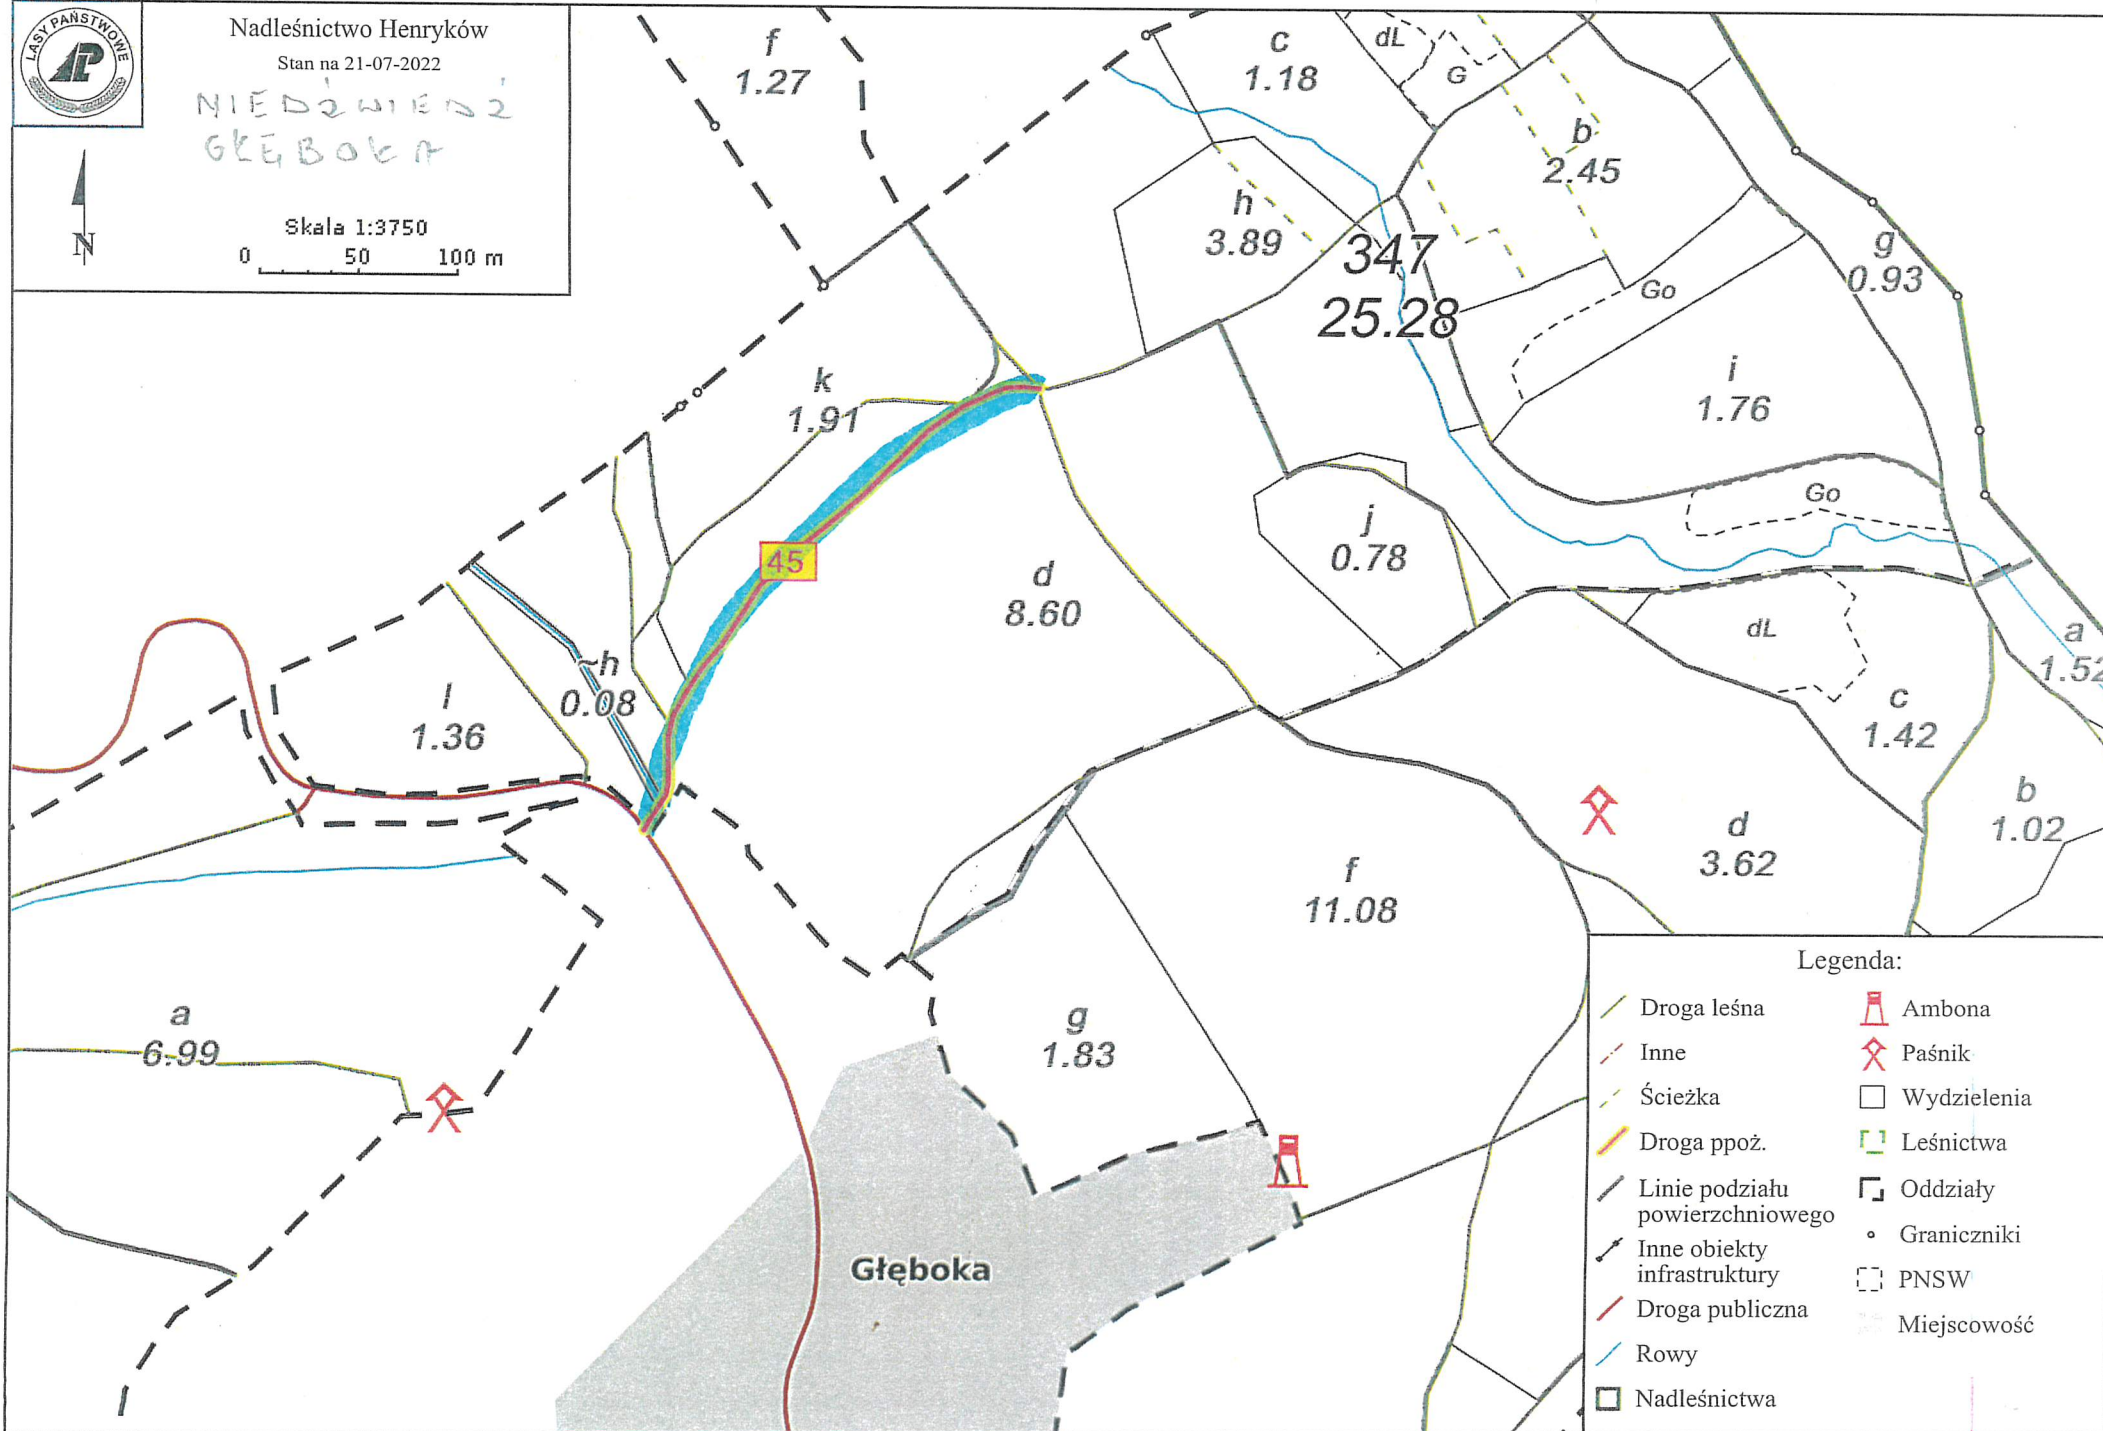 LASY PAŃSTWOWE
Nadleśnictwo Henryków
Stan na 21-07-2022
NIEDŹWIEDŹ
GŁĘBOKA
N
Skala 1:3750
0 50 100 m
f
1.27
c
1.18
dL
G
b
2.45
h
3.89
347
25.28
g
0.93
Go
i
1.76
k
1.91
Go
j
0.78
45
d
8.60
dL
a
1.52
~h
0.08
l
1.36
c
1.42
d
3.62
b
1.02
f
11.08
a
6.99
g
1.83
Głęboka
Legenda:
Droga leśna
Inne
Ścieżka
Droga ppoż.
Linie podziału
powierzchniowego
Inne obiekty
infrastruktury
Droga publiczna
Rowy
Nadleśnictwa
Ambona
Paśnik
Wydzielenia
Leśnictwa
Oddziały
Graniczniki
PNSW
Miejscowość